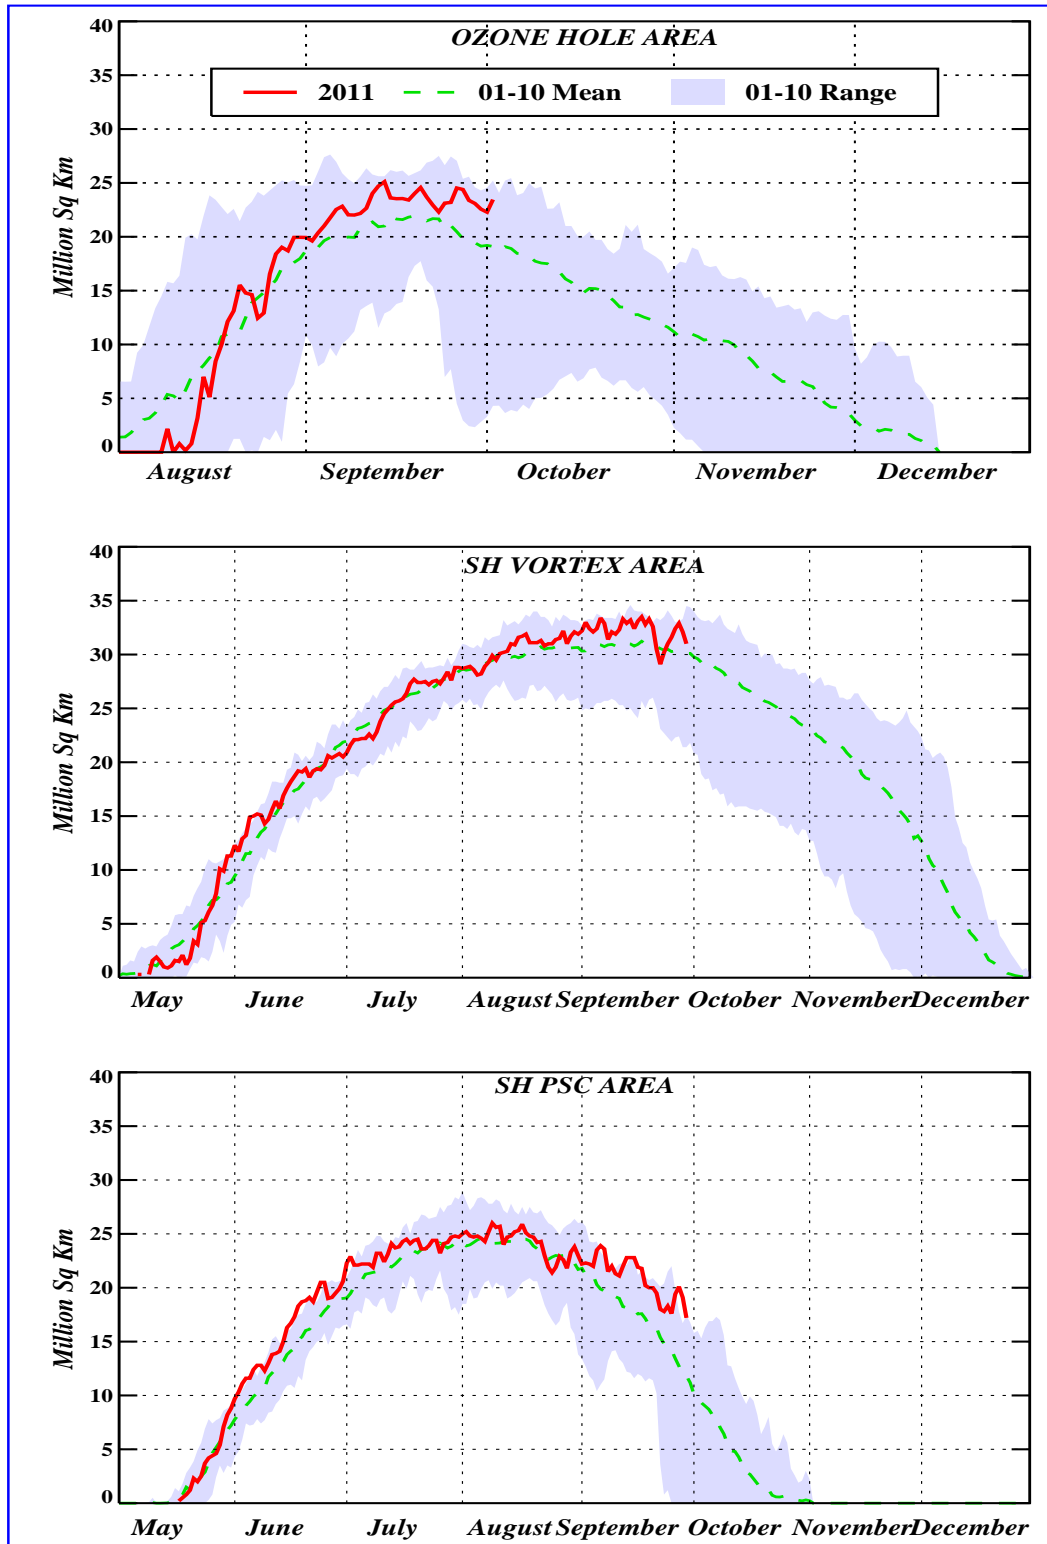 OZONE HOLE AREA
2011 01-10 Mean 01-10 Range
Million Sq Km
40
35
30
25
20
15
10
5
0
August September October November December
SH VORTEX AREA
Million Sq Km
40
35
30
25
20
15
10
5
0
May June July August September October November December
SH PSC AREA
Million Sq Km
40
35
30
25
20
15
10
5
0
May June July August September October November December